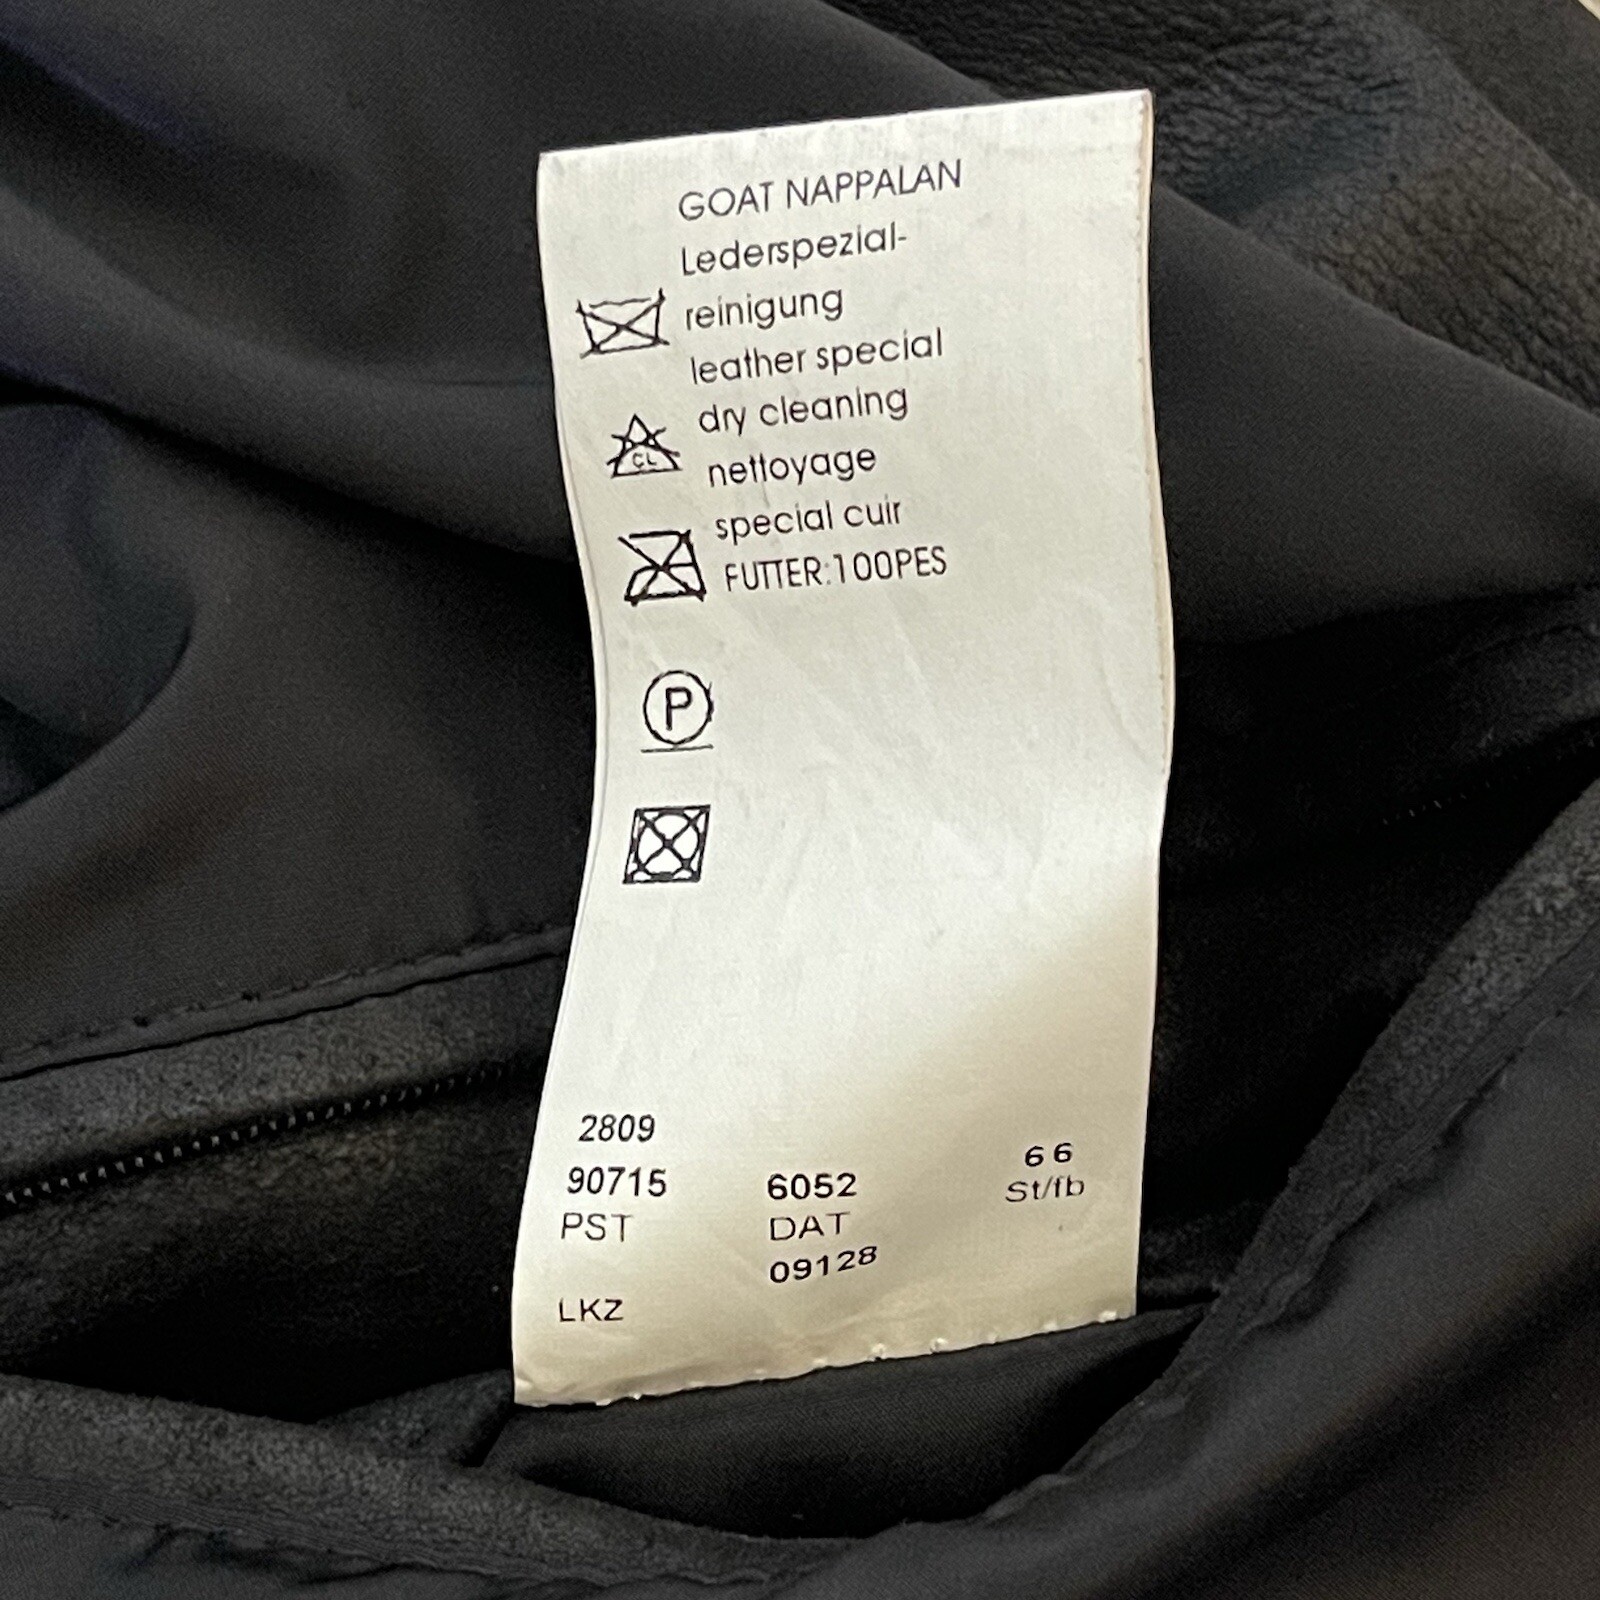 GOAT NAPPALAN
Lederspezial-
reinigung
leather special
dry cleaning
CL
nettoyage
special cuir
FUTTER:100PES
P
2809
90715 6052 66
PST DAT St/fb
09128
LKZ